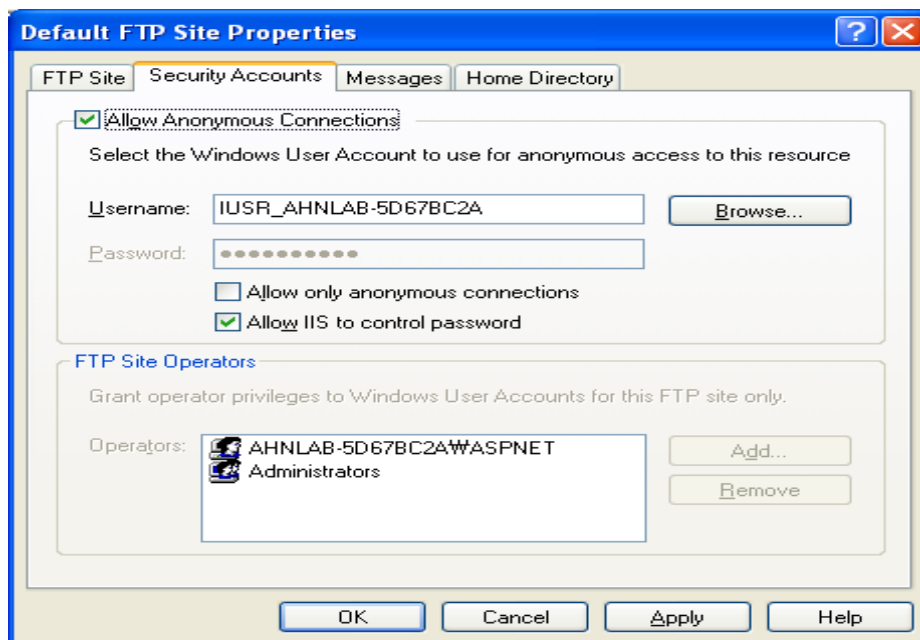 Default FTP Site Properties
FTP Site Security Accounts Messages Home Directory
Allow Anonymous Connections
Select the Windows User Account to use for anonymous access to this resource
Username: IUSR_AHNLAB-5D67BC2A Browse...
Password: ●●●●●●●●●●
Allow only anonymous connections
Allow IIS to control password
FTP Site Operators
Grant operator privileges to Windows User Accounts for this FTP site only.
Operators: AHNLAB-5D67BC2A₩ASPNET Add...
Administrators
Remove
OK Cancel Apply Help